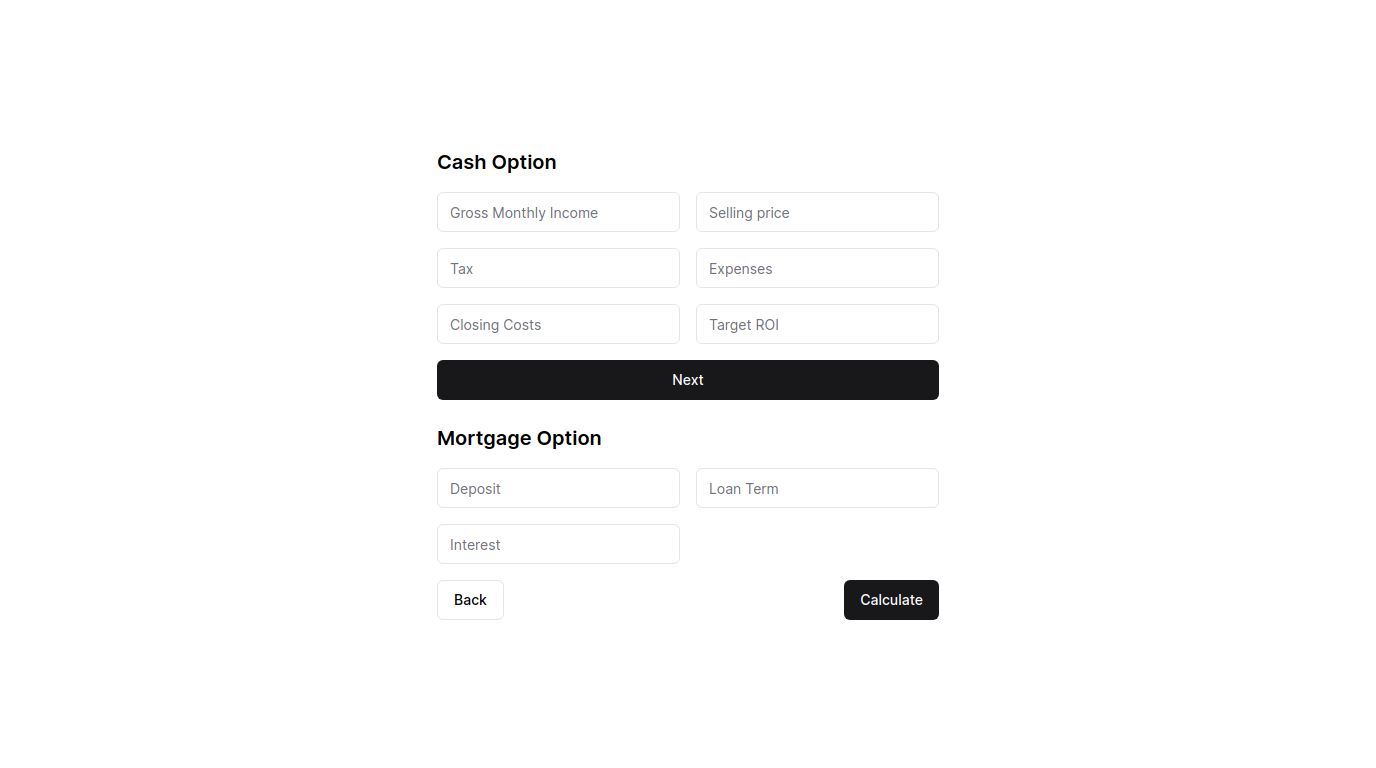 Cash Option
Gross Monthly Income
Selling price
Tax
Expenses
Closing Costs
Target ROI
Next
Mortgage Option
Deposit
Loan Term
Interest
Back
Calculate